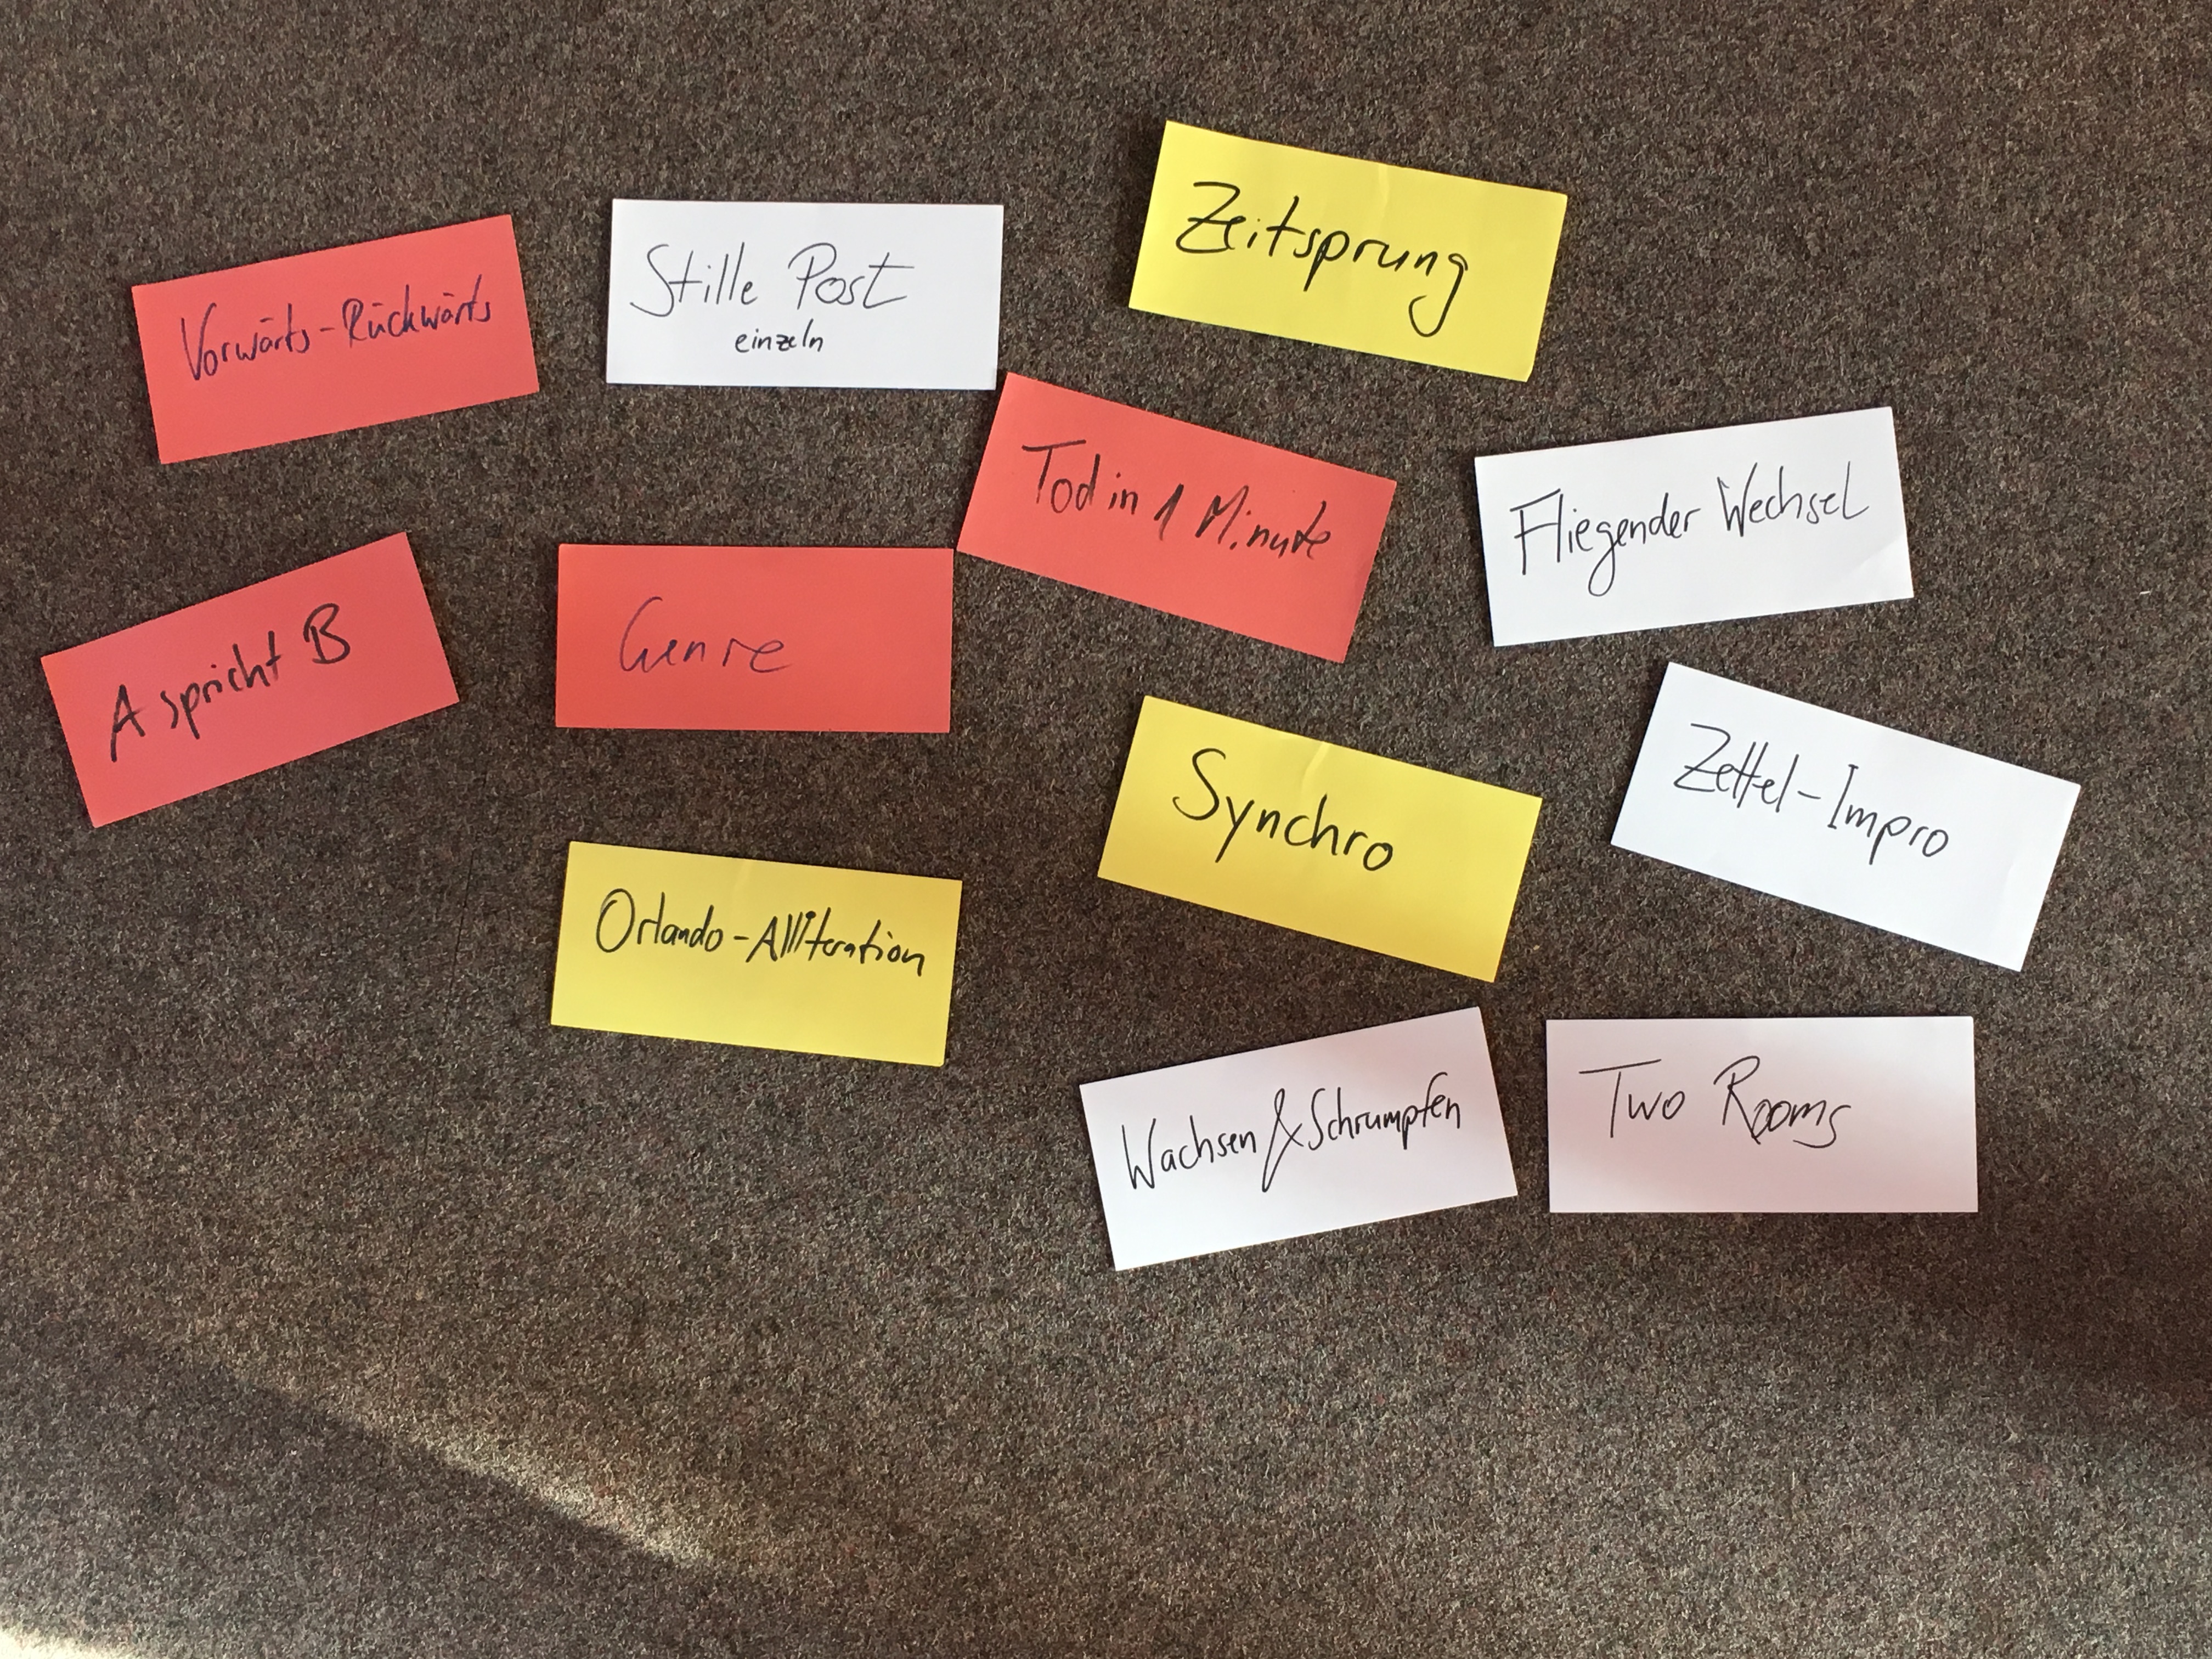 Vorwärts-Rückwärts
Stille Post
einzeln
Zeitsprung
Tod in 1 Minute
Fliegender Wechsel
A spricht B
Genre
Synchro
Zettel-Impro
Orlando-Alliteration
Wachsen & Schrumpfen
Two Rooms